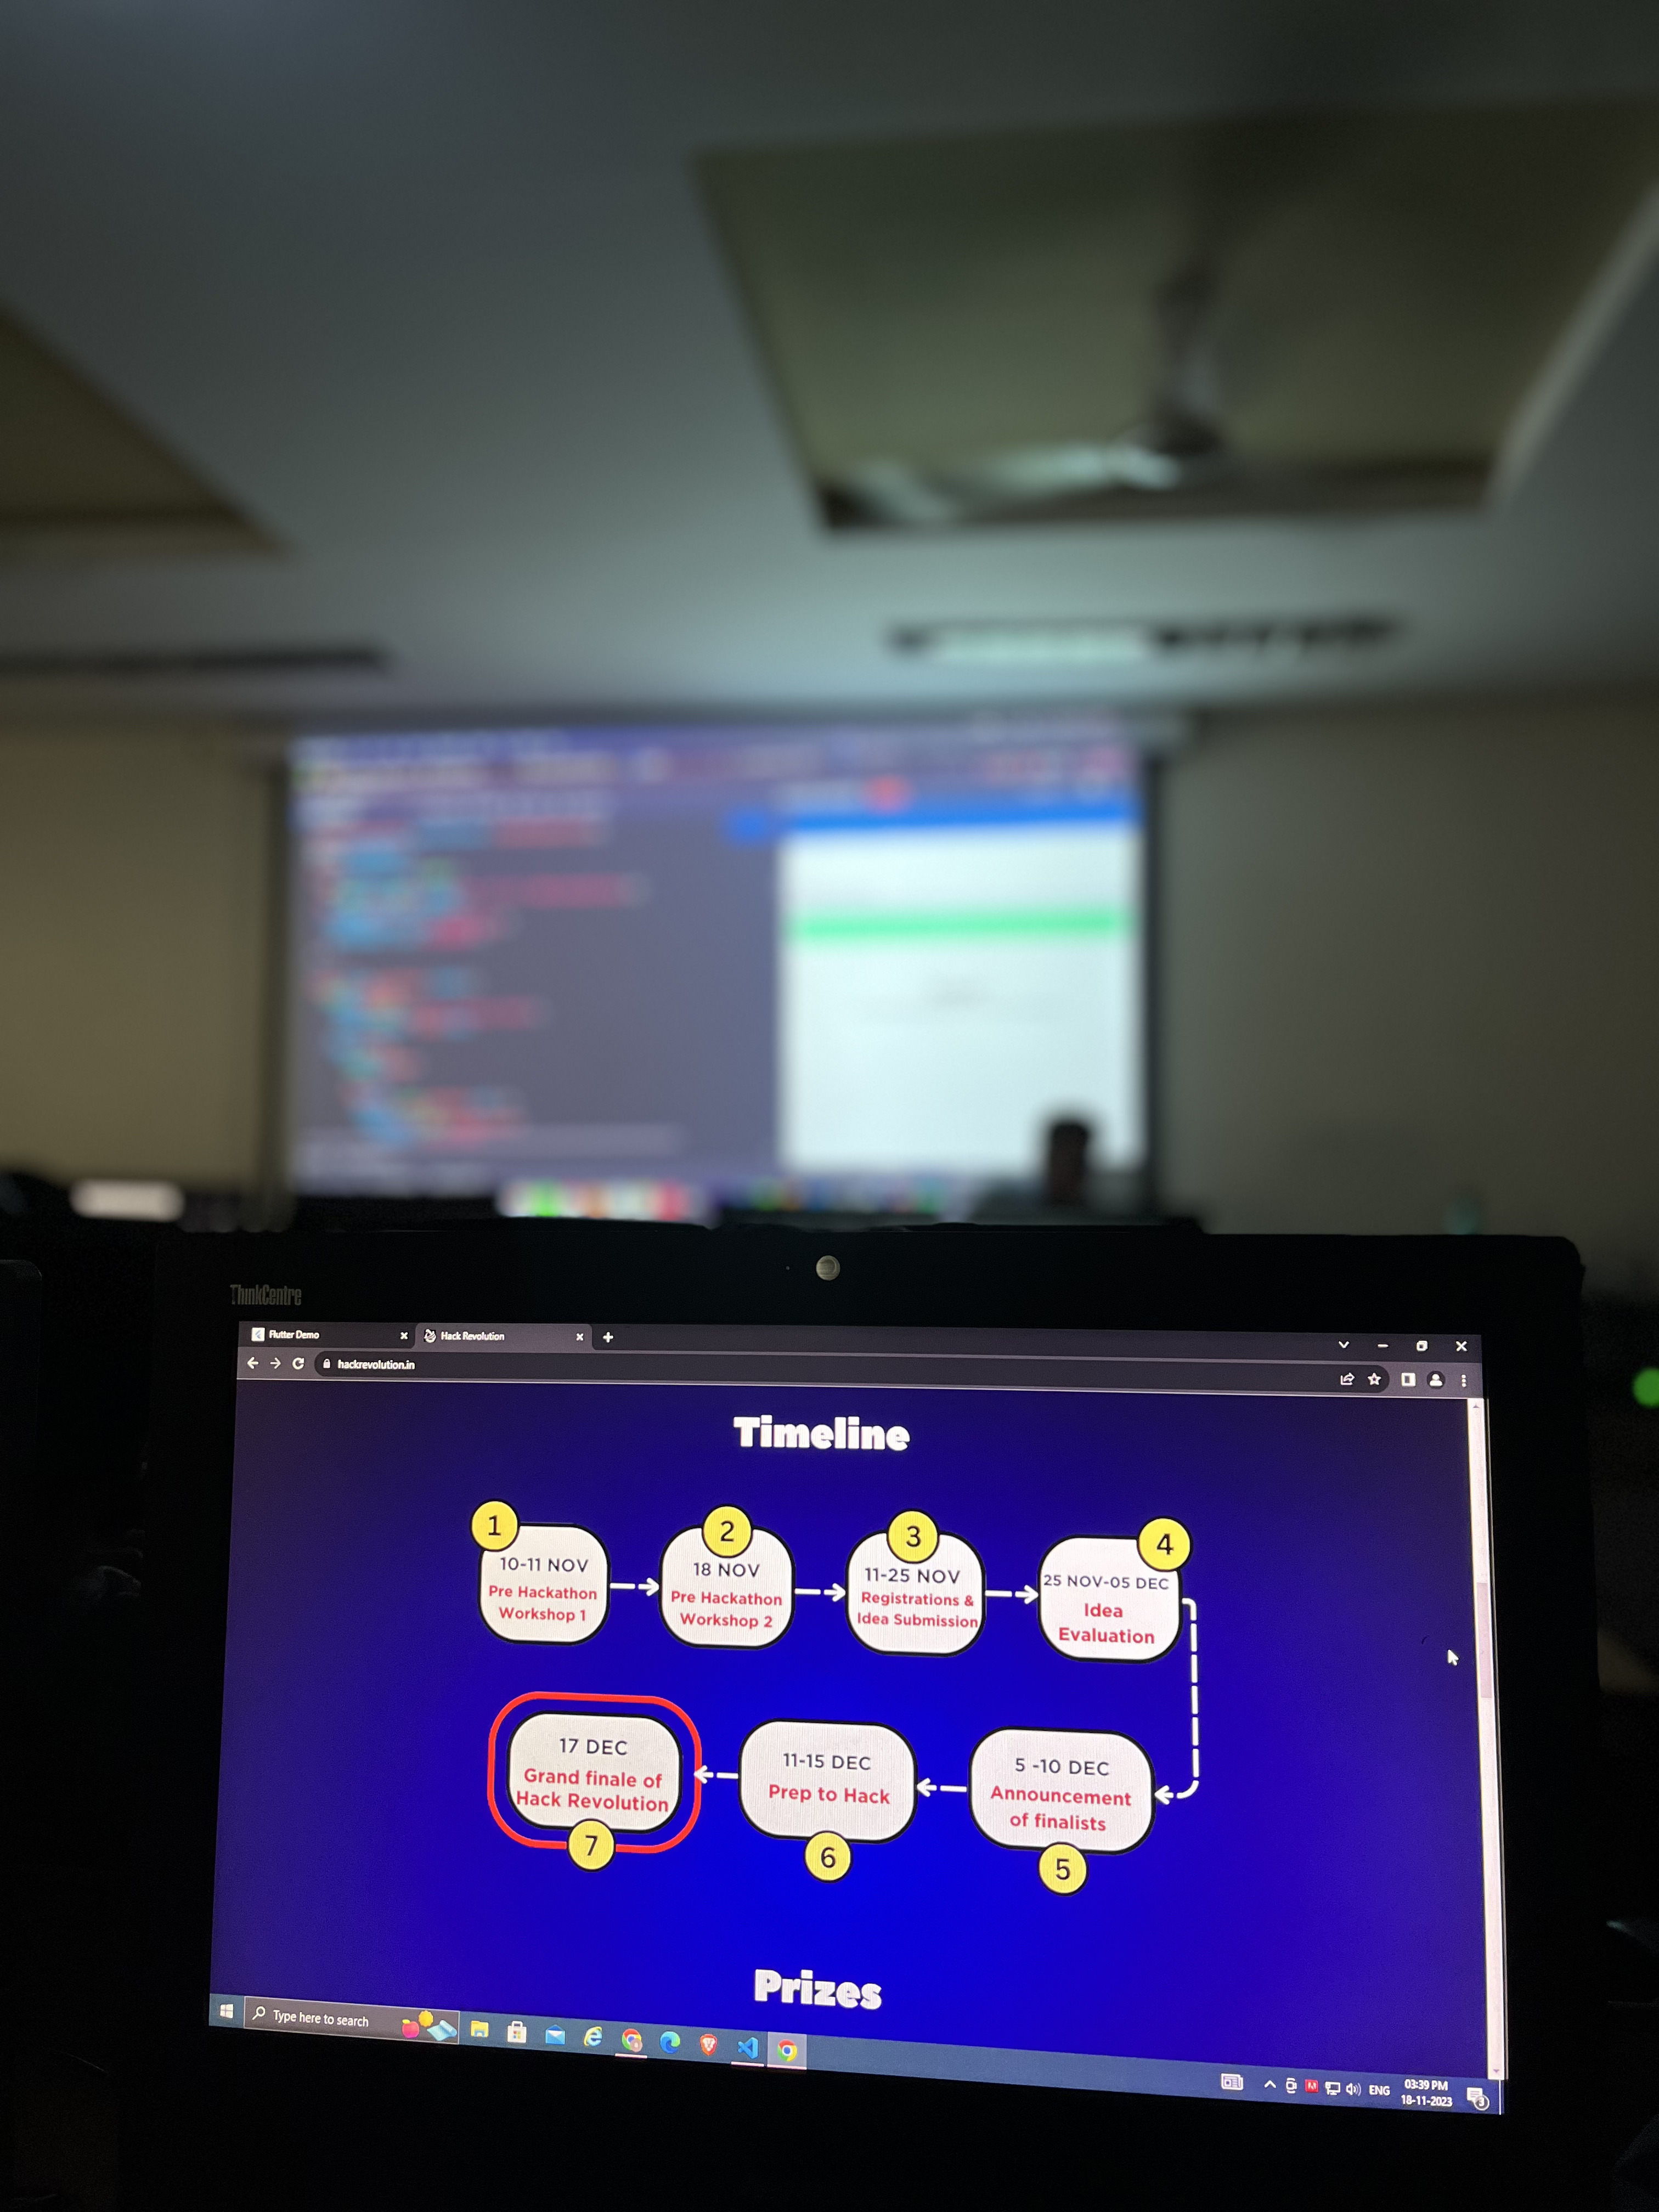 ThinkCentre
Flutter Demo
Hack Revolution
hackrevolution.in
Timeline
1
10-11 NOV
Pre Hackathon
Workshop 1
2
18 NOV
Pre Hackathon
Workshop 2
3
11-25 NOV
Registrations &
Idea Submission
4
25 NOV-05 DEC
Idea
Evaluation
5 -10 DEC
Announcement
of finalists
5
11-15 DEC
Prep to Hack
6
17 DEC
Grand finale of
Hack Revolution
7
Prizes
Type here to search
ENG
03:39 PM
18-11-2023
3